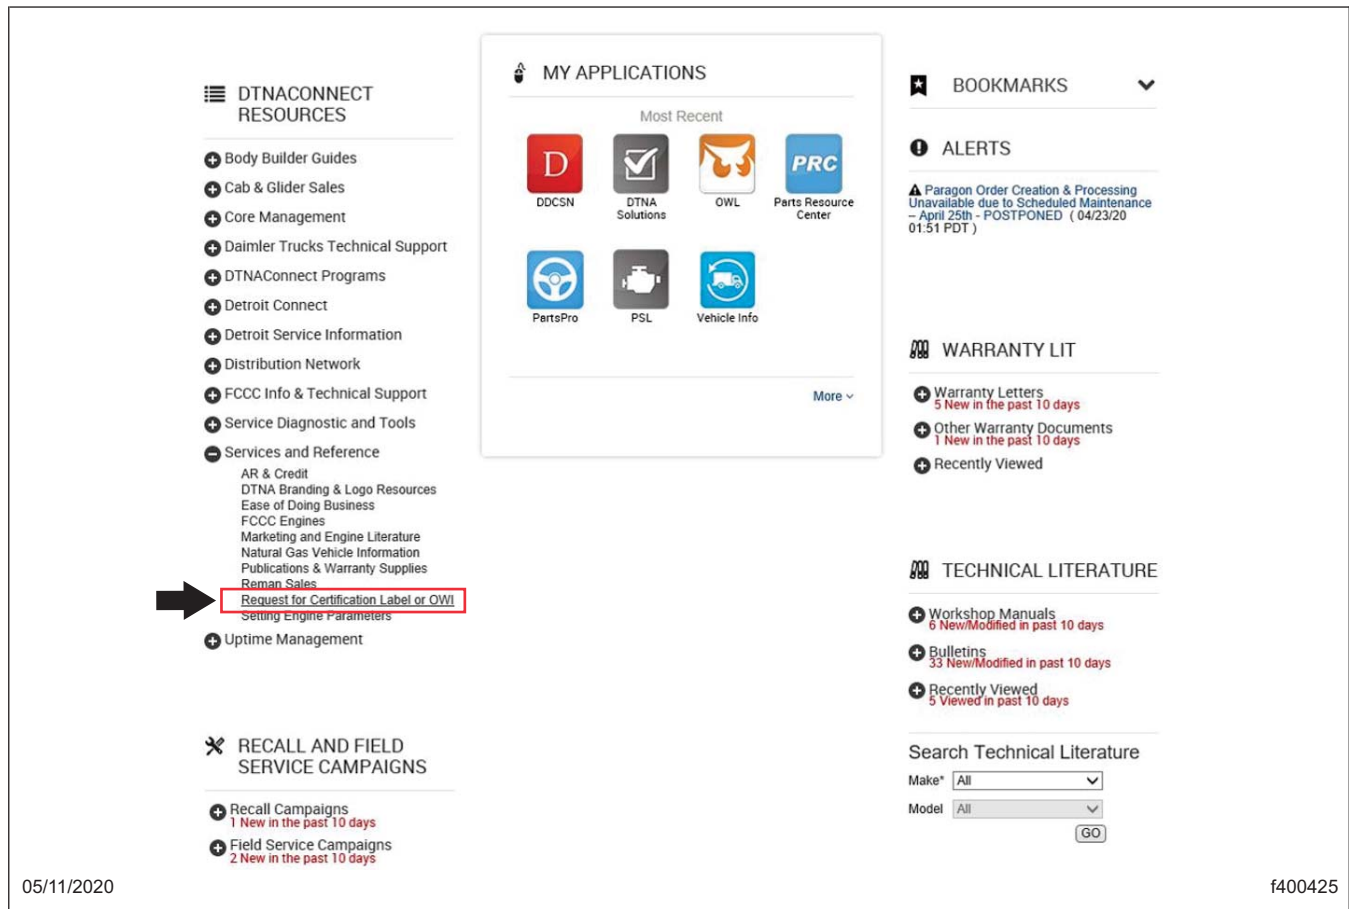 DTNACONNECT
RESOURCES
Body Builder Guides
Cab & Glider Sales
Core Management
Daimler Trucks Technical Support
DTNAConnect Programs
Detroit Connect
Detroit Service Information
Distribution Network
FCCC Info & Technical Support
Service Diagnostic and Tools
Services and Reference
AR & Credit
DTNA Branding & Logo Resources
Ease of Doing Business
FCCC Engines
Marketing and Engine Literature
Natural Gas Vehicle Information
Publications & Warranty Supplies
Reman Sales
Request for Certification Label or OWI
Setting Engine Parameters
Uptime Management
RECALL AND FIELD
SERVICE CAMPAIGNS
Recall Campaigns
1 New in the past 10 days
Field Service Campaigns
2 New in the past 10 days
MY APPLICATIONS
Most Recent
D
PRC
DDCSN
DTNA
Solutions
OWL
Parts Resource
Center
PartsPro
PSL
Vehicle Info
More
BOOKMARKS
ALERTS
Paragon Order Creation & Processing
Unavailable due to Scheduled Maintenance
– April 25th - POSTPONED ( 04/23/20
01:51 PDT )
WARRANTY LIT
Warranty Letters
5 New in the past 10 days
Other Warranty Documents
1 New in the past 10 days
Recently Viewed
TECHNICAL LITERATURE
Workshop Manuals
6 New/Modified in past 10 days
Bulletins
33 New/Modified in past 10 days
Recently Viewed
5 Viewed in past 10 days
Search Technical Literature
Make* All
Model All
GO
05/11/2020
f400425